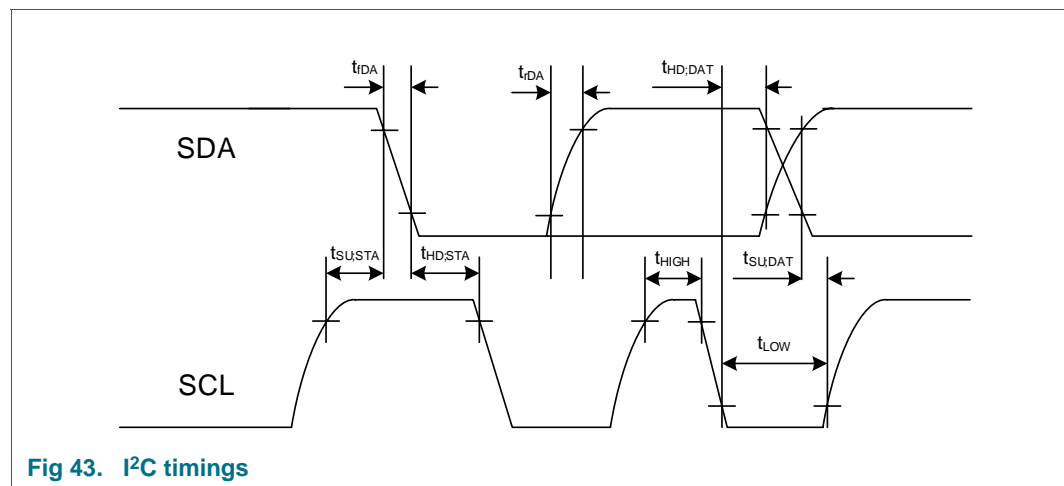 tfDA
trDA
tHD;DAT
SDA
tSU;STA
tHD;STA
tHIGH
tSU;DAT
tLOW
SCL
Fig 43. I²C timings